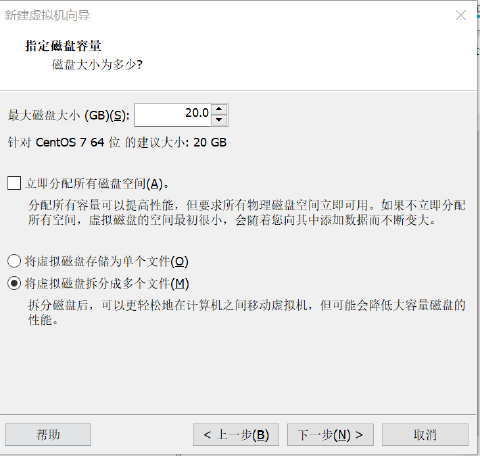 新建虚拟机向导
指定磁盘容量
磁盘大小为多少?
最大磁盘大小 (GB)(S): 20.0
针对 CentOS 7 64 位 的建议大小: 20 GB
立即分配所有磁盘空间(A)。
分配所有容量可以提高性能，但要求所有物理磁盘空间立即可用。如果不立即分配
所有空间，虚拟磁盘的空间最初很小，会随着您向其中添加数据而不断变大。
将虚拟磁盘存储为单个文件(O)
将虚拟磁盘拆分成多个文件(M)
拆分磁盘后，可以更轻松地在计算机之间移动虚拟机，但可能会降低大容量磁盘的
性能。
帮助 < 上一步(B) 下一步(N) > 取消